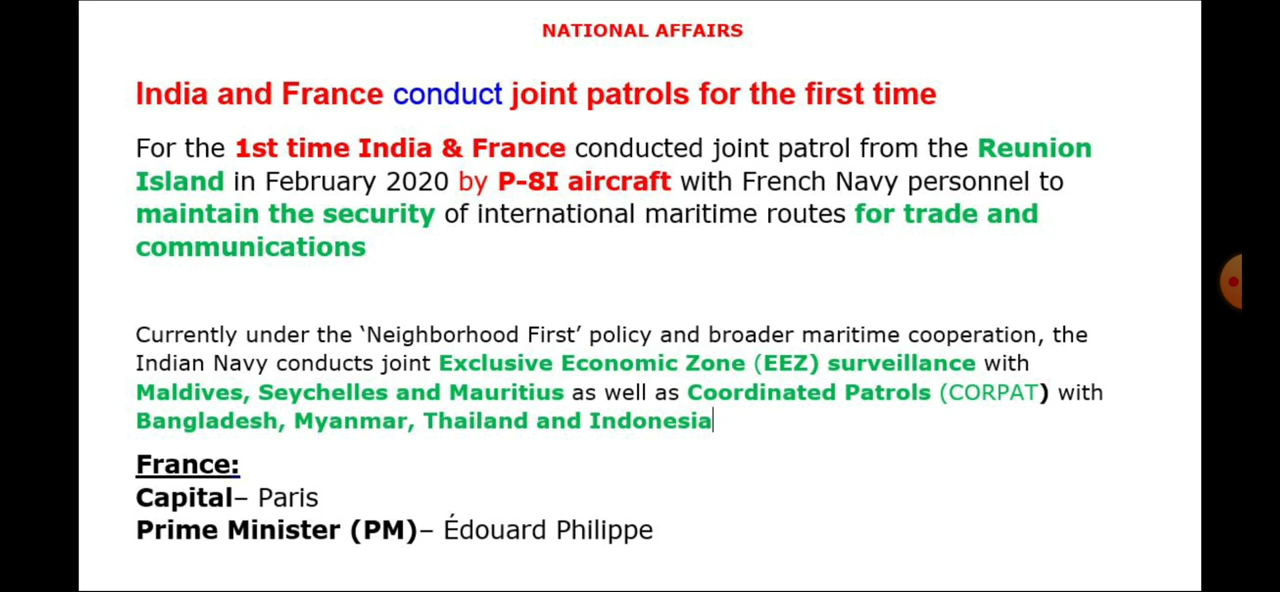 NATIONAL AFFAIRS
India and France conduct joint patrols for the first time
For the 1st time India & France conducted joint patrol from the Reunion
Island in February 2020 by P-8I aircraft with French Navy personnel to
maintain the security of international maritime routes for trade and
communications
Currently under the ‘Neighborhood First’ policy and broader maritime cooperation, the
Indian Navy conducts joint Exclusive Economic Zone (EEZ) surveillance with
Maldives, Seychelles and Mauritius as well as Coordinated Patrols (CORPAT) with
Bangladesh, Myanmar, Thailand and Indonesia
France:
Capital– Paris
Prime Minister (PM)– Édouard Philippe